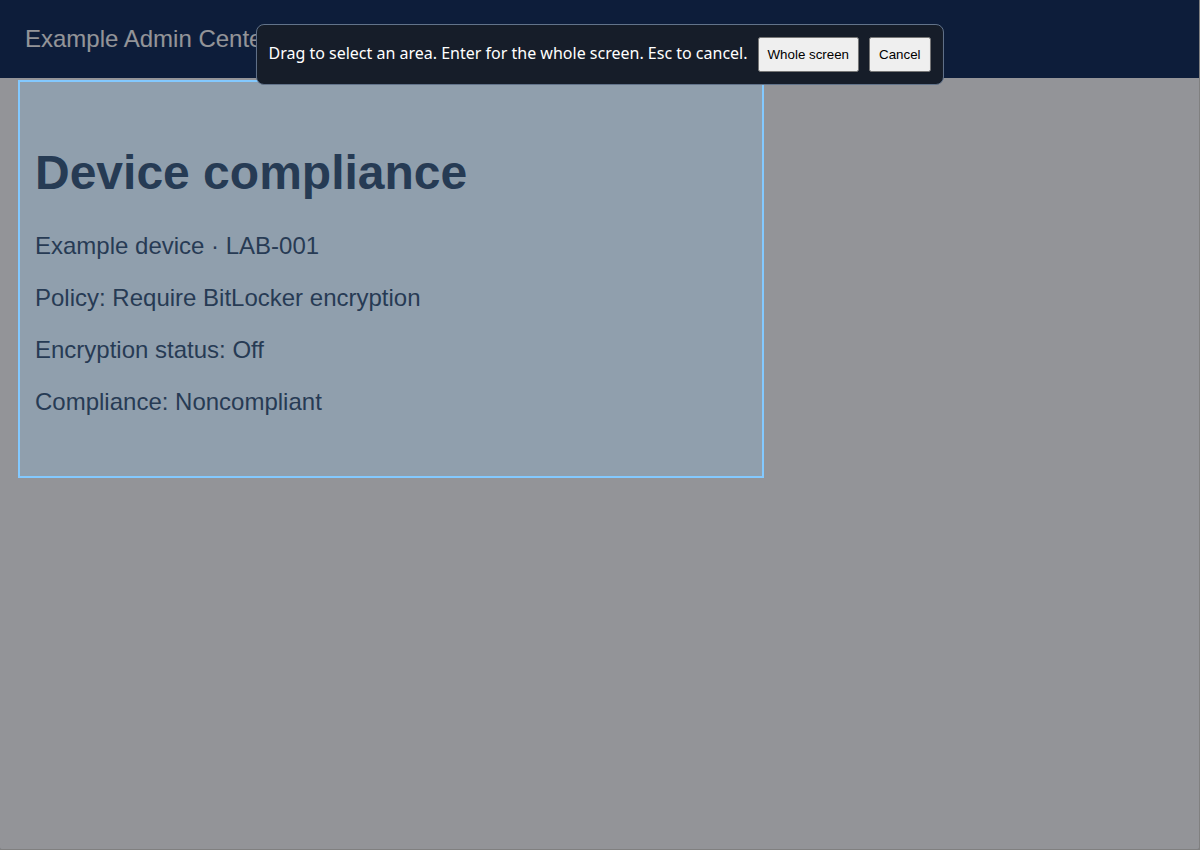 Example Admin Cente
Drag to select an area. Enter for the whole screen. Esc to cancel.
Whole screen
Cancel
Device compliance
Example device · LAB-001
Policy: Require BitLocker encryption
Encryption status: Off
Compliance: Noncompliant